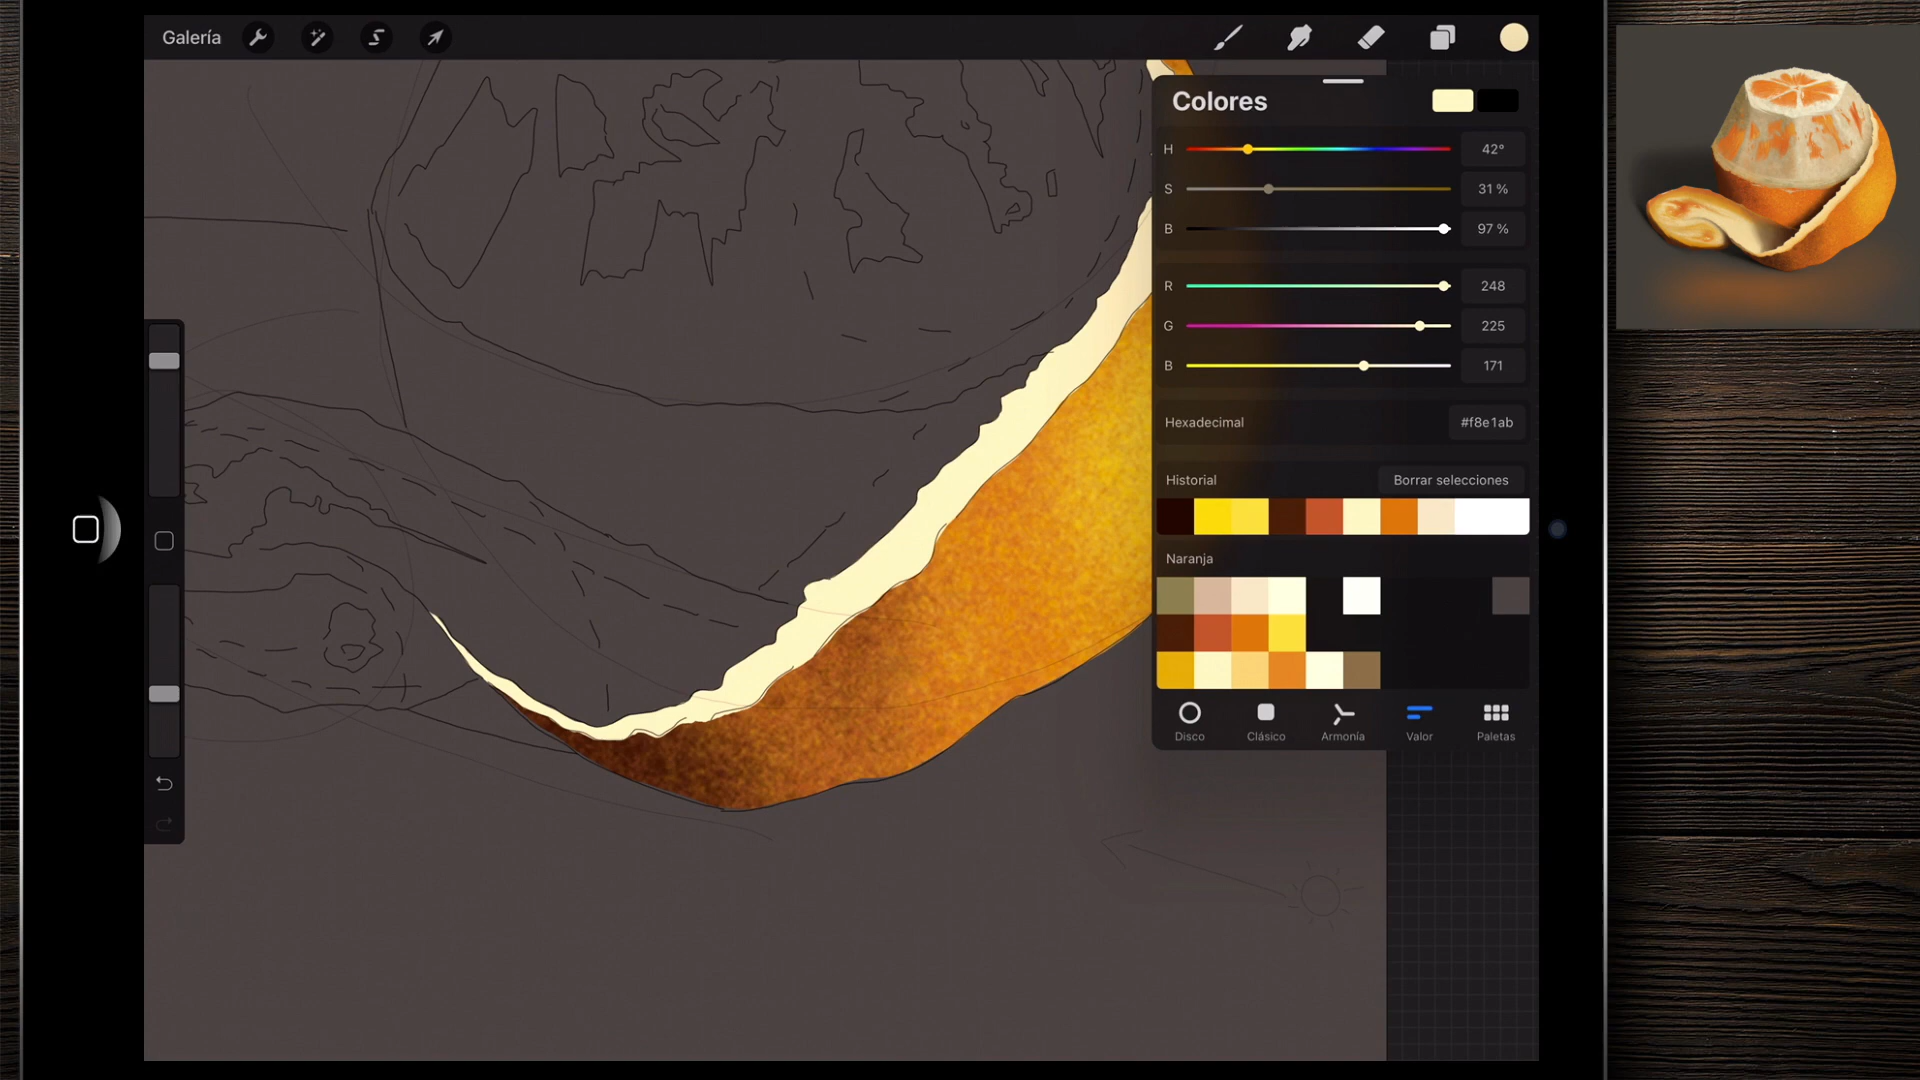 Galería
Colores
H 42°
S 31 %
B 97 %
R 248
G 225
B 171
Hexadecimal #f8e1ab
Historial Borrar selecciones
Naranja
Disco Clásico Armonía Valor Paletas